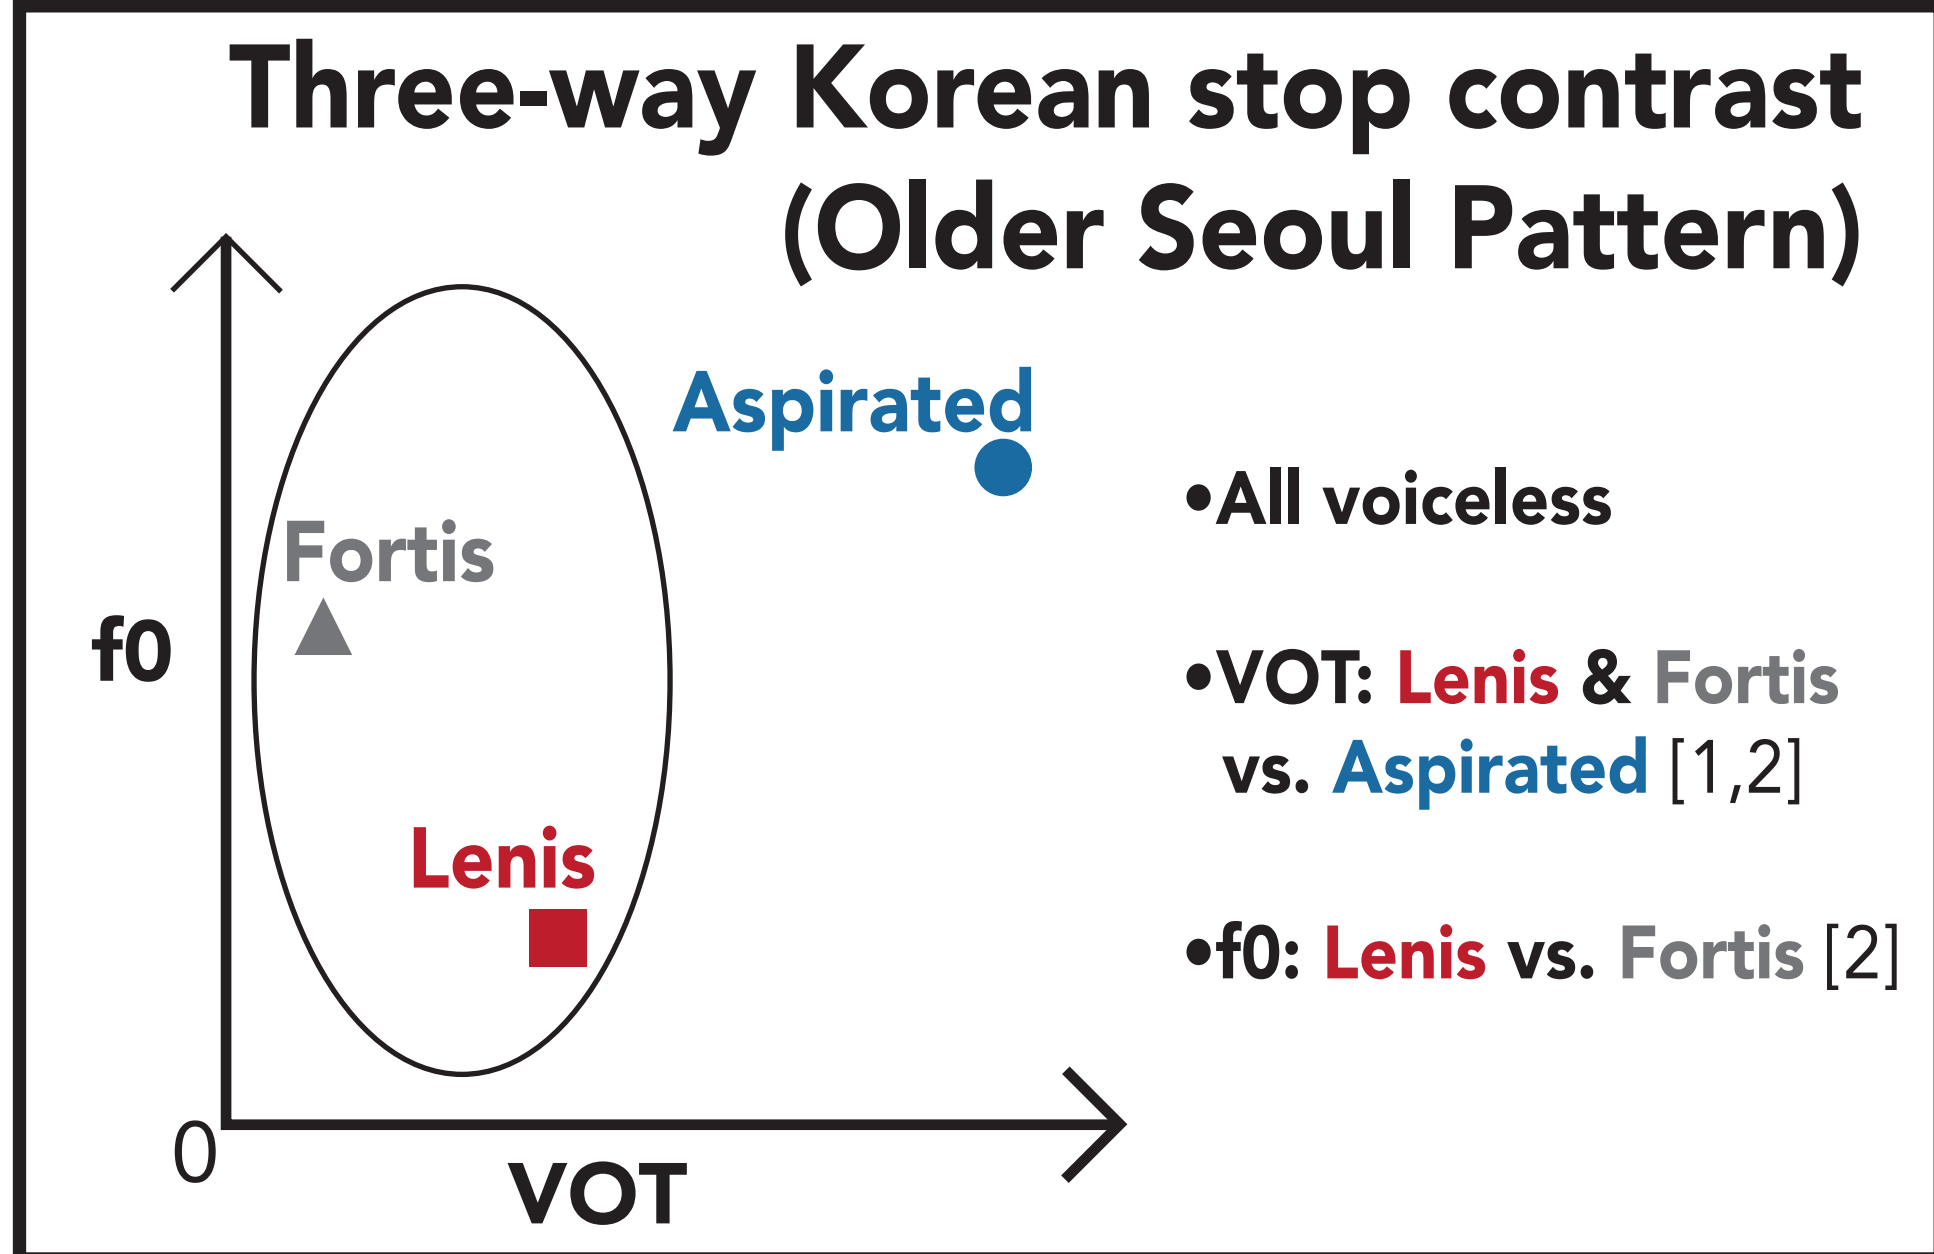 Three-way Korean stop contrast
(Older Seoul Pattern)
Aspirated
Fortis
f0
Lenis
0
VOT
•All voiceless
•VOT: Lenis & Fortis
vs. Aspirated [1,2]
•f0: Lenis vs. Fortis [2]